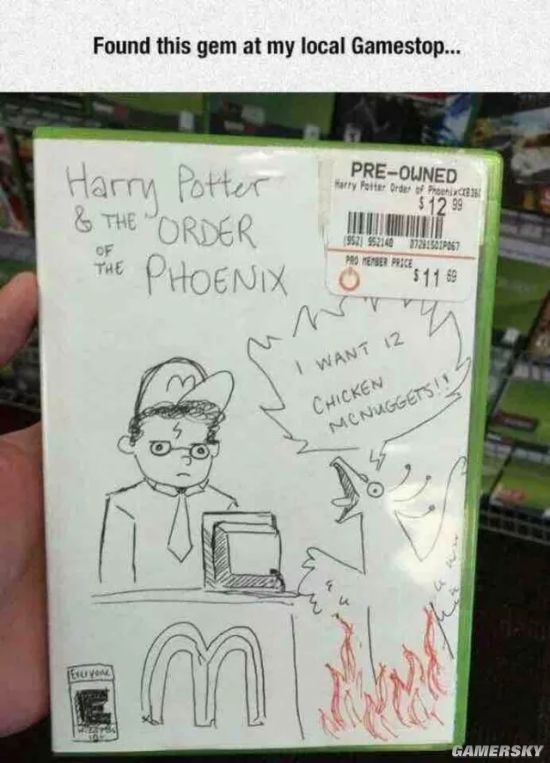 Found this gem at my local Gamestop...
Harry Potter
& THE "ORDER
OF
THE PHOENIX
PRE-OWNED
Harry Potter Order of Phoenix
$12 99
PRO MEMBER PRICE
$11 69
I WANT 12
CHICKEN
MCNUGGETS!!
M
Everyone
E
GAMERSKY